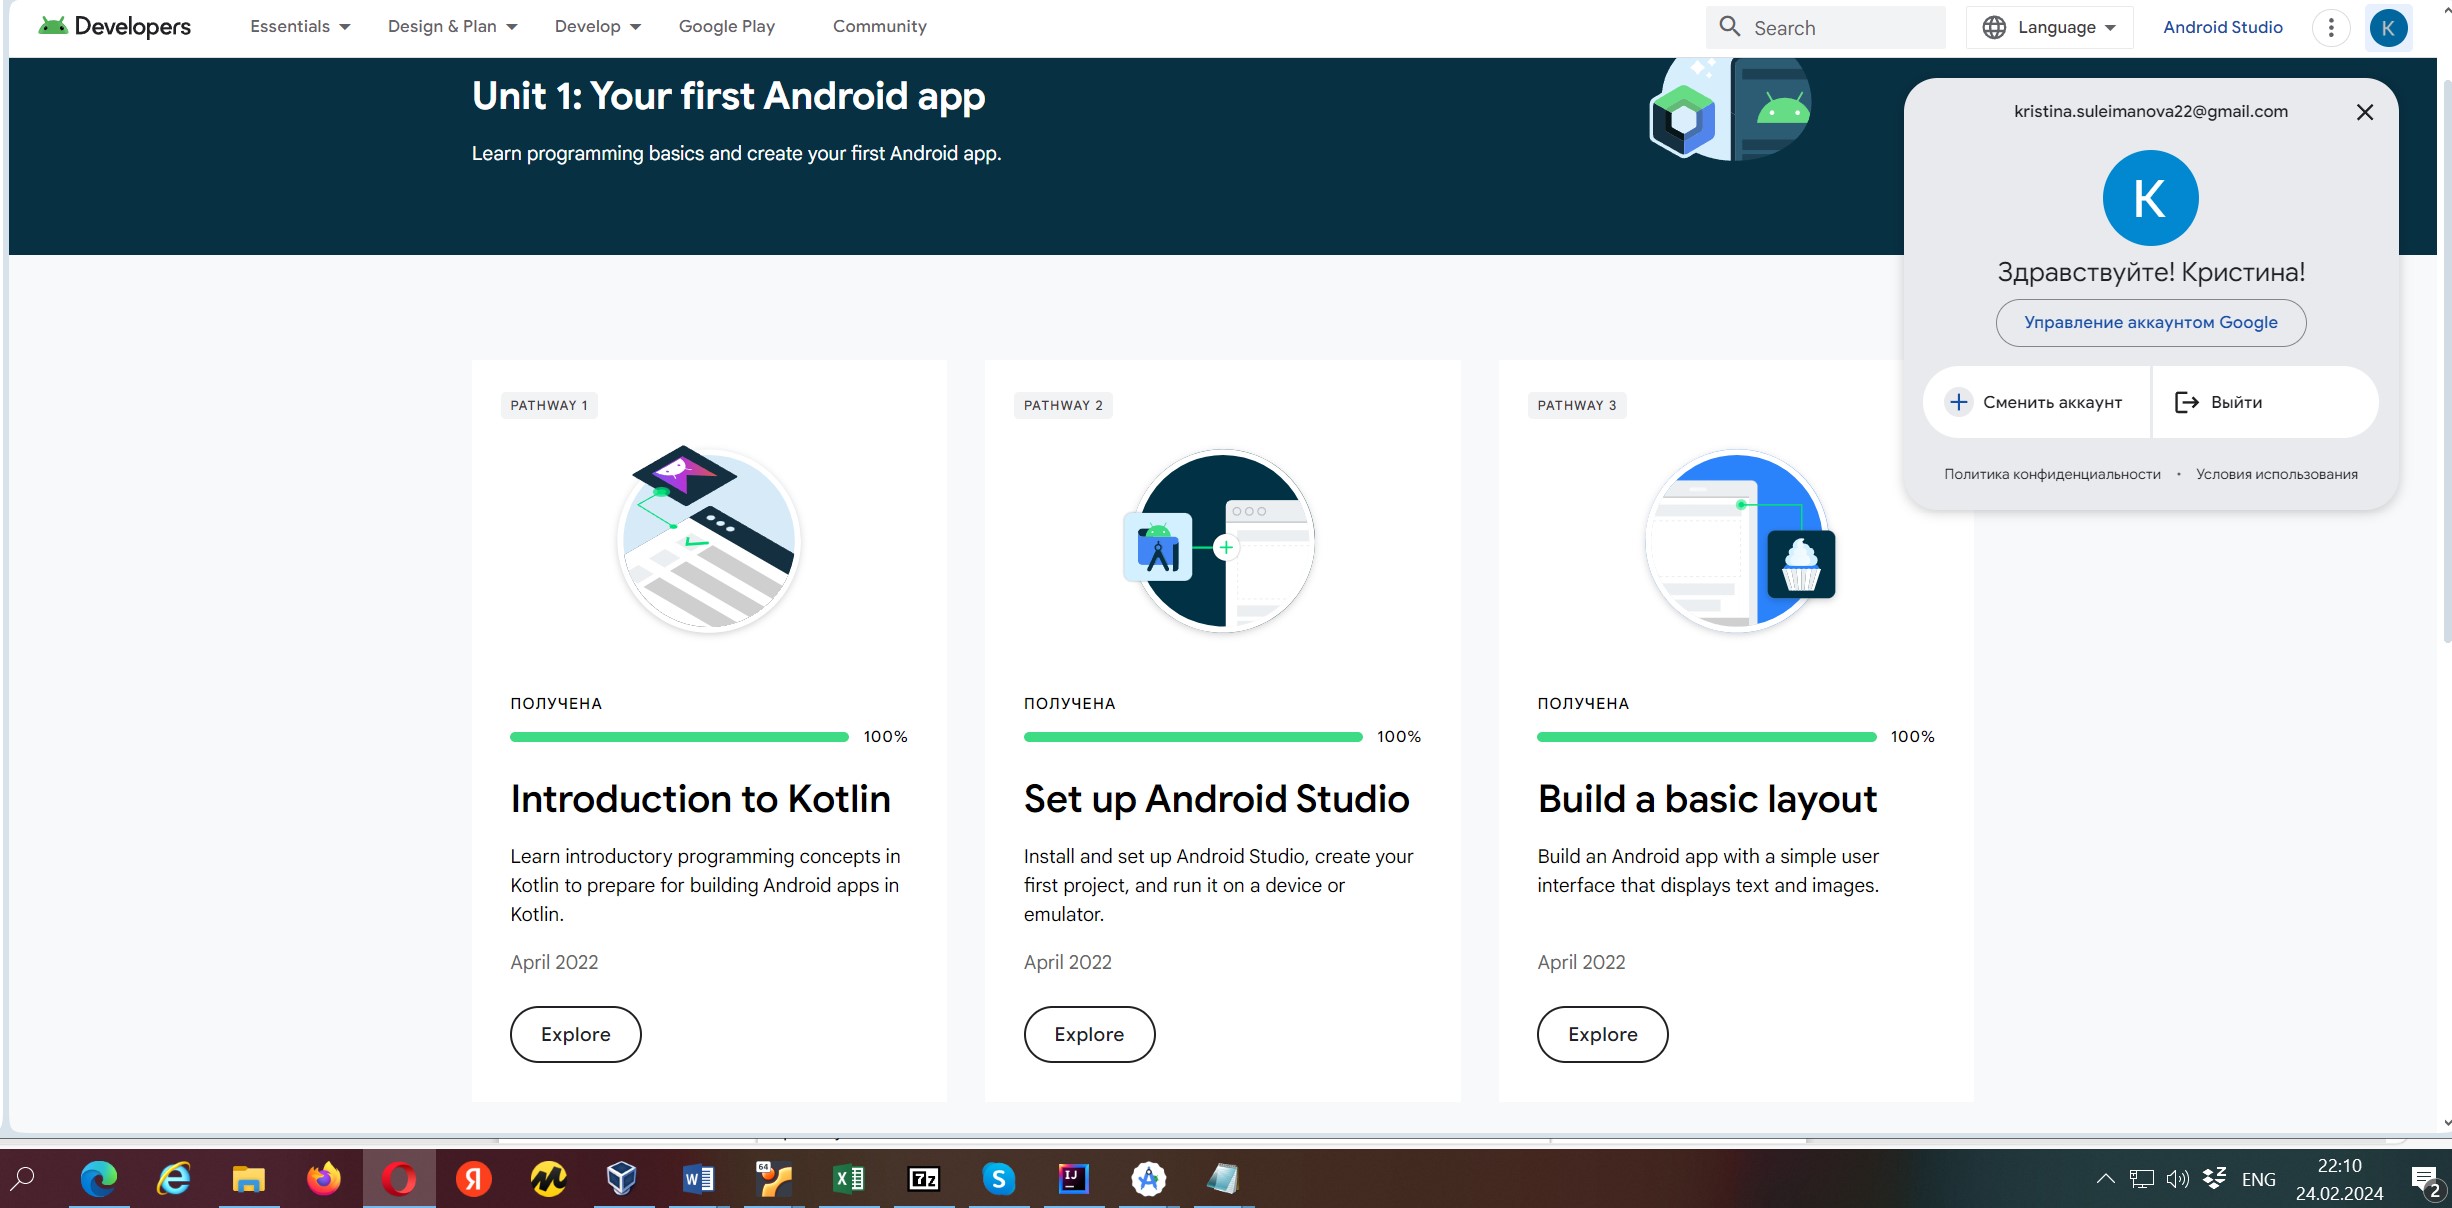 Developers Essentials Design & Plan Develop Google Play Community Search Language Android Studio K
Unit 1: Your first Android app
Learn programming basics and create your first Android app.
kristina.suleimanova22@gmail.com
K
Здравствуйте! Кристина!
Управление аккаунтом Google
Сменить аккаунт Выйти
Политика конфиденциальности • Условия использования
PATHWAY 1
ПОЛУЧЕНА
100%
Introduction to Kotlin
Learn introductory programming concepts in
Kotlin to prepare for building Android apps in
Kotlin.
April 2022
Explore
PATHWAY 2
ПОЛУЧЕНА
100%
Set up Android Studio
Install and set up Android Studio, create your
first project, and run it on a device or
emulator.
April 2022
Explore
PATHWAY 3
ПОЛУЧЕНА
100%
Build a basic layout
Build an Android app with a simple user
interface that displays text and images.
April 2022
Explore
Я W 64 X 7z S IJ
ENG
22:10
24.02.2024
2